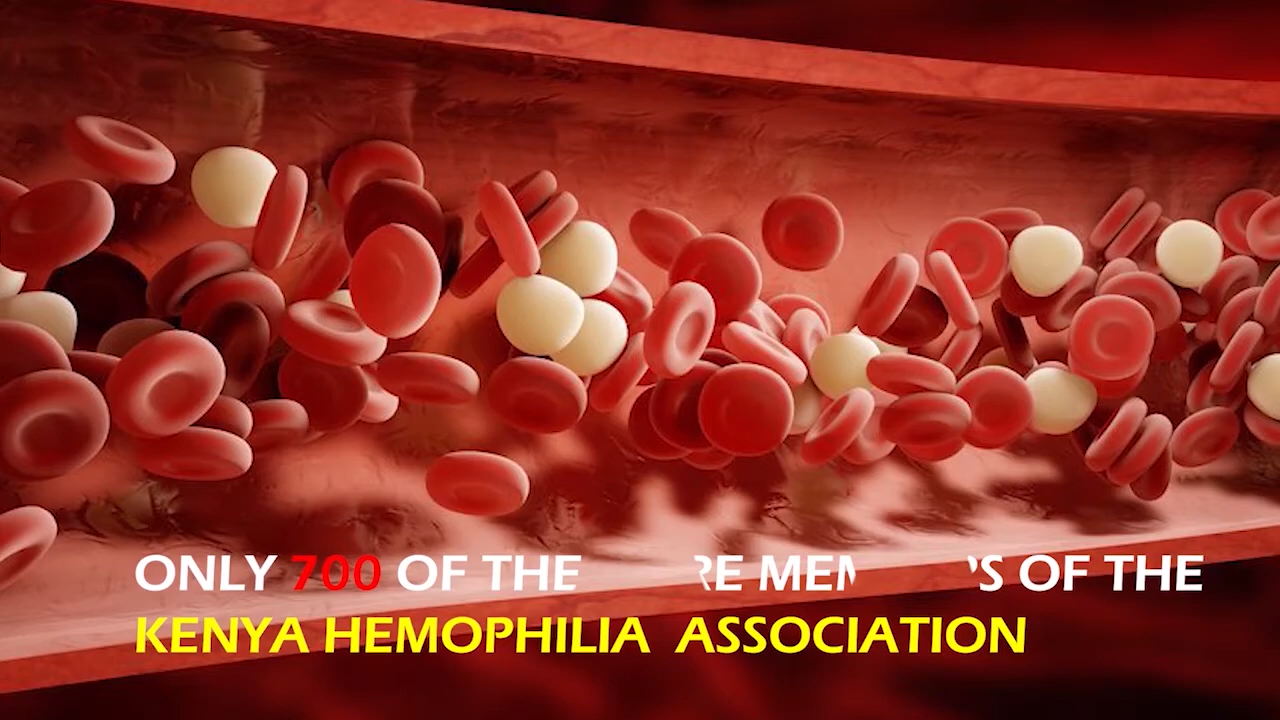 ONLY 700 OF THE OF THE
KENYA HEMOPHILIA ASSOCIATION